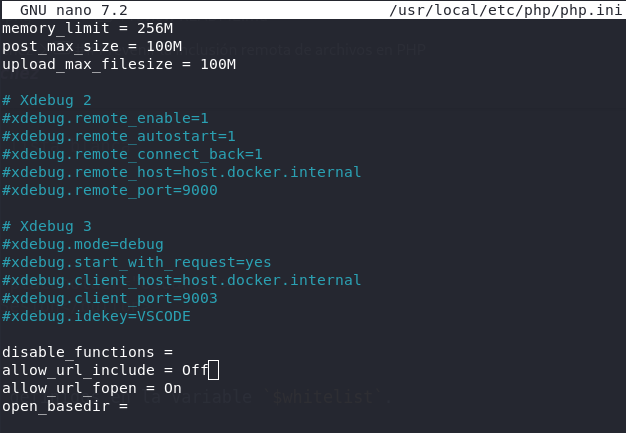 GNU nano 7.2 /usr/local/etc/php/php.ini
memory_limit = 256M
post_max_size = 100M
upload_max_filesize = 100M
# Xdebug 2
#xdebug.remote_enable=1
#xdebug.remote_autostart=1
#xdebug.remote_connect_back=1
#xdebug.remote_host=host.docker.internal
#xdebug.remote_port=9000
# Xdebug 3
#xdebug.mode=debug
#xdebug.start_with_request=yes
#xdebug.client_host=host.docker.internal
#xdebug.client_port=9003
#xdebug.idekey=VSCODE
disable_functions =
allow_url_include = Off
allow_url_fopen = On
open_basedir =